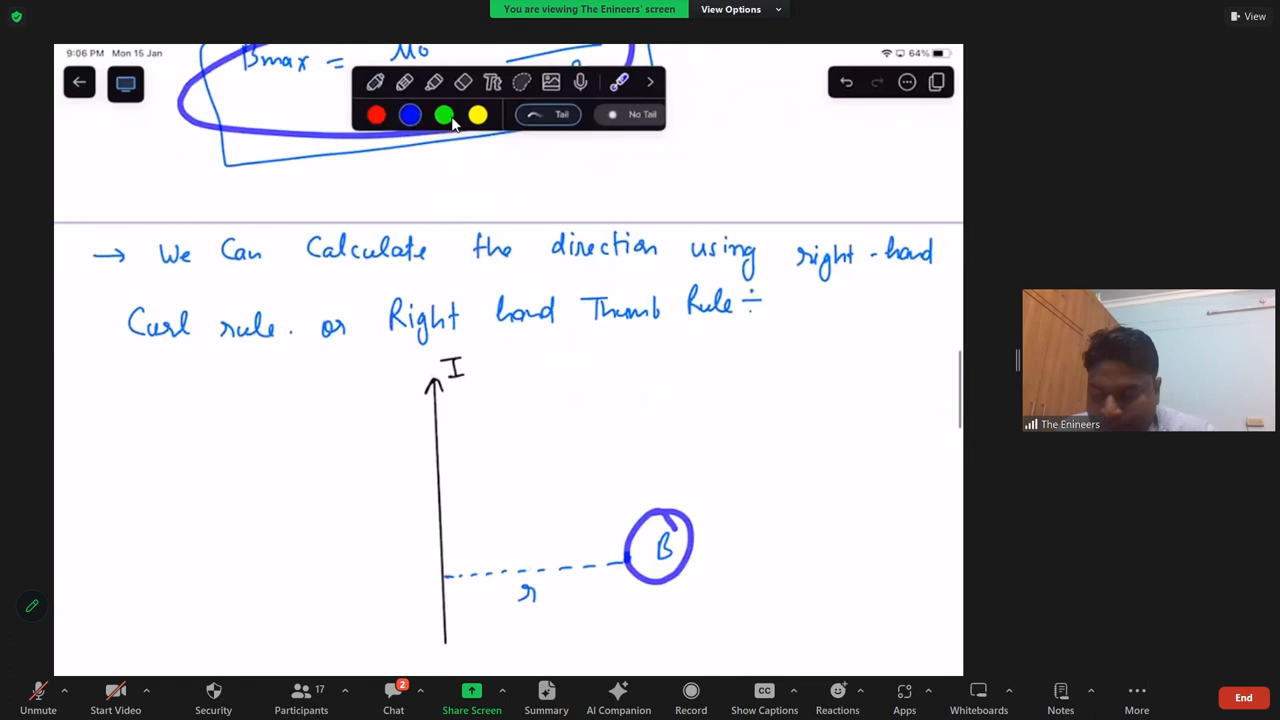 You are viewing The Enineers' screen
View Options
View
9:06 PM Mon 15 Jan
64%
Bmax = μ0
Tt
Tail
No Tail
→ We Can Calculate the direction using right-hand
Curl rule. or Right hand Thumb Rule ÷
I
B
r
The Enineers
Unmute
Start Video
Security
17
Participants
2
Chat
Share Screen
Summary
AI Companion
Record
CC
Show Captions
Reactions
Apps
Whiteboards
Notes
More
End